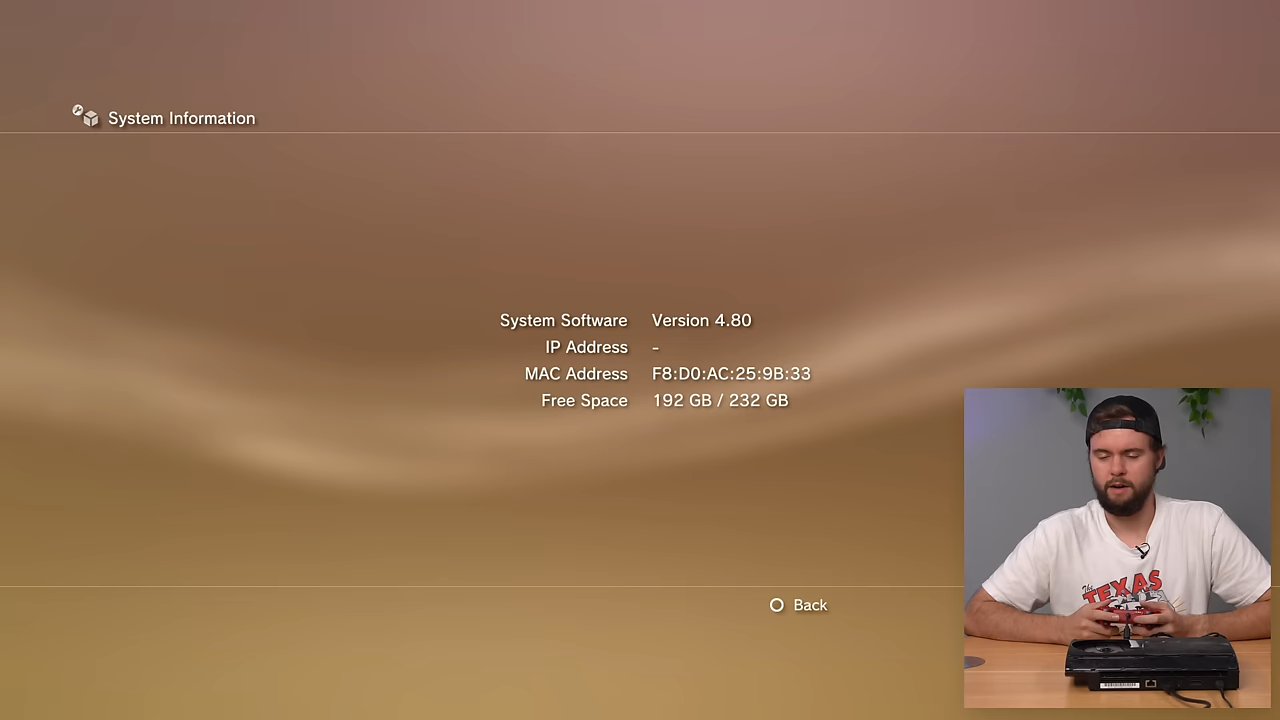 System Information
System Software Version 4.80
IP Address -
MAC Address F8:D0:AC:25:9B:33
Free Space 192 GB / 232 GB
Back
The
TEXAS